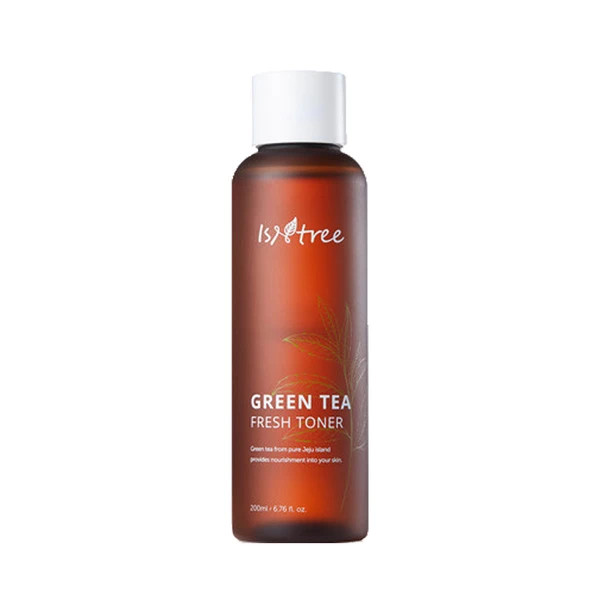 IsNtree
GREEN TEA
FRESH TONER
Green tea from pure Jeju island
provides nourishment into your skin.
200ml / 6.76 fl. oz.